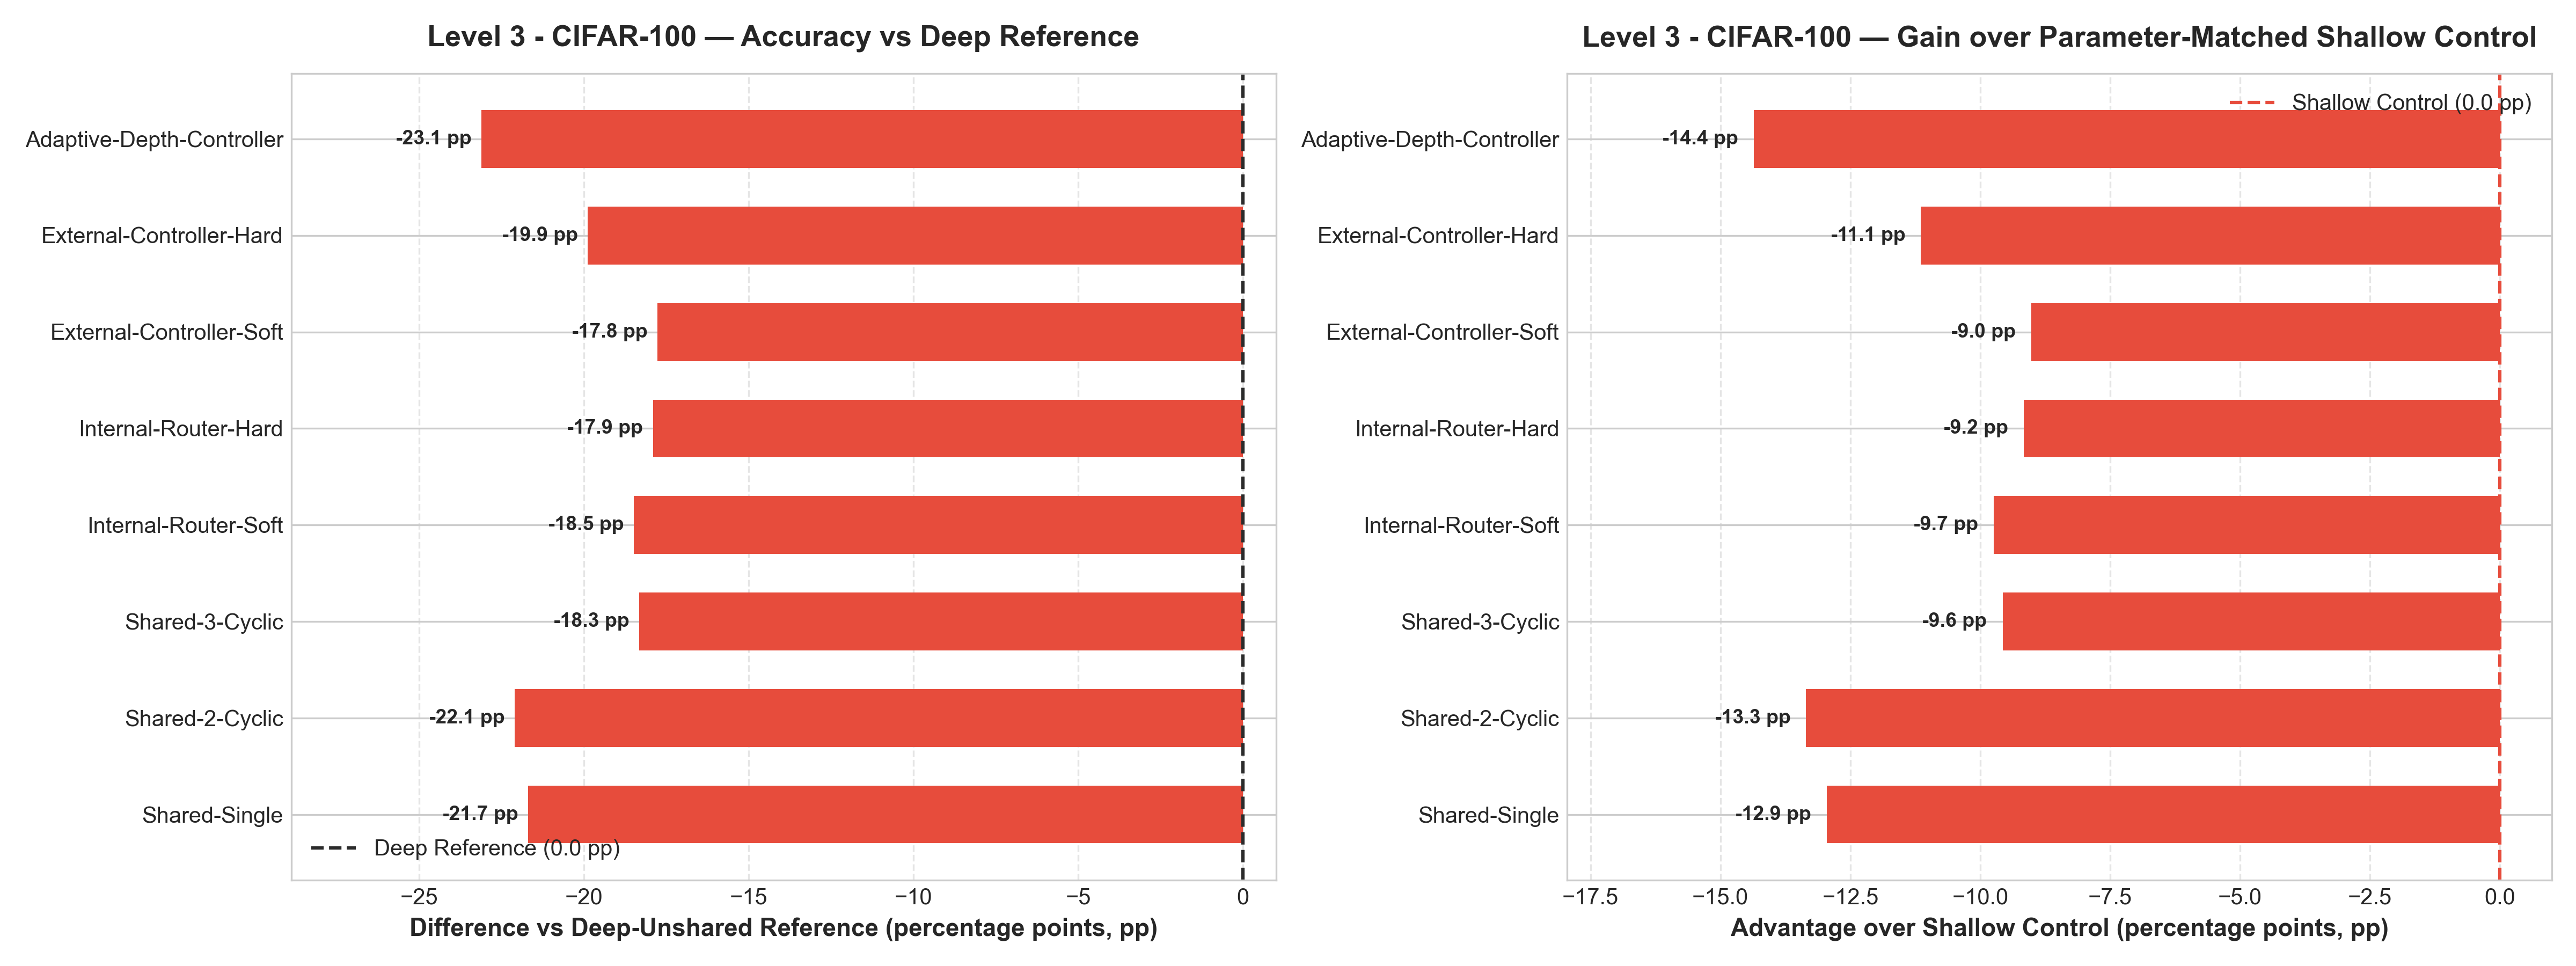 Level 3 - CIFAR-100 — Accuracy vs Deep Reference
Adaptive-Depth-Controller
-23.1 pp
External-Controller-Hard
-19.9 pp
External-Controller-Soft
-17.8 pp
Internal-Router-Hard
-17.9 pp
Internal-Router-Soft
-18.5 pp
Shared-3-Cyclic
-18.3 pp
Shared-2-Cyclic
-22.1 pp
Shared-Single
-21.7 pp
Deep Reference (0.0 pp)
−25 −20 −15 −10 −5 0
Difference vs Deep-Unshared Reference (percentage points, pp)
Level 3 - CIFAR-100 — Gain over Parameter-Matched Shallow Control
Shallow Control (0.0 pp)
Adaptive-Depth-Controller
-14.4 pp
External-Controller-Hard
-11.1 pp
External-Controller-Soft
-9.0 pp
Internal-Router-Hard
-9.2 pp
Internal-Router-Soft
-9.7 pp
Shared-3-Cyclic
-9.6 pp
Shared-2-Cyclic
-13.3 pp
Shared-Single
-12.9 pp
−17.5 −15.0 −12.5 −10.0 −7.5 −5.0 −2.5 0.0
Advantage over Shallow Control (percentage points, pp)